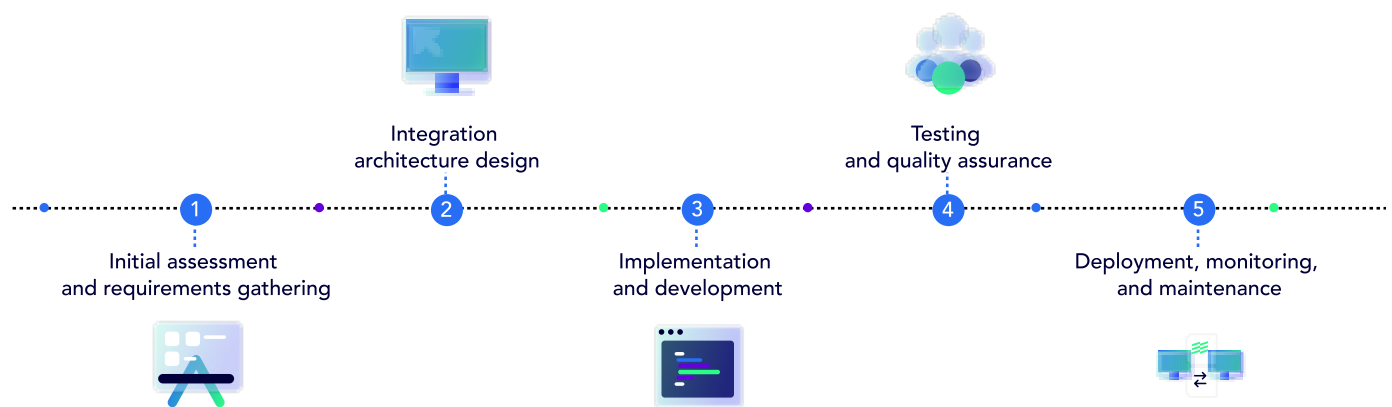 1
Initial assessment
and requirements gathering
2
Integration
architecture design
3
Implementation
and development
4
Testing
and quality assurance
5
Deployment, monitoring,
and maintenance